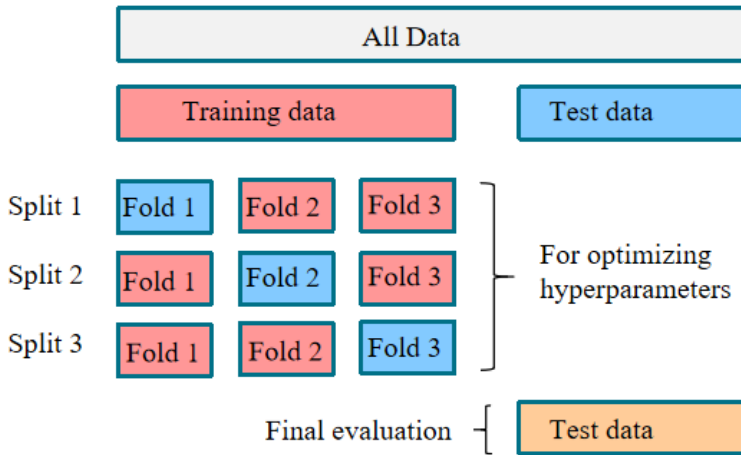 All Data
Training data Test data
Split 1 Fold 1 Fold 2 Fold 3
Split 2 Fold 1 Fold 2 Fold 3
Split 3 Fold 1 Fold 2 Fold 3
For optimizing
hyperparameters
Final evaluation Test data